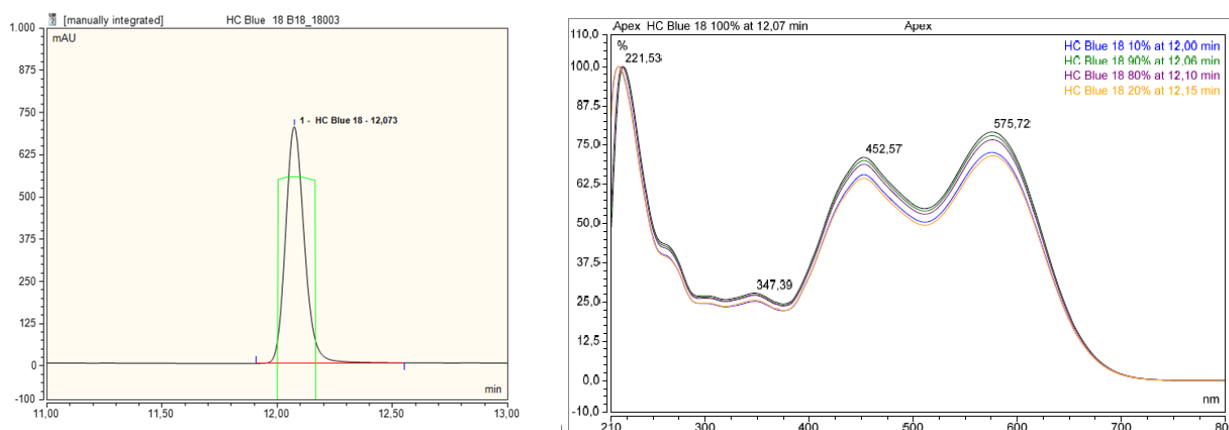 [manually integrated] HC Blue 18 B18_18003
1.000
mAU
875
750
625
500
375
250
125
0
-100
1 - HC Blue 18 - 12,073
min
11,00 11,50 12,00 12,50 13,00
Apex HC Blue 18 100% at 12,07 min Apex
110,0
%
100,0
87,5
75,0
62,5
50,0
37,5
25,0
12,5
0,0
-10,0
221,53
347,39
452,57
575,72
HC Blue 18 10% at 12,00 min
HC Blue 18 90% at 12,06 min
HC Blue 18 80% at 12,10 min
HC Blue 18 20% at 12,15 min
nm
210 300 400 500 600 700 80